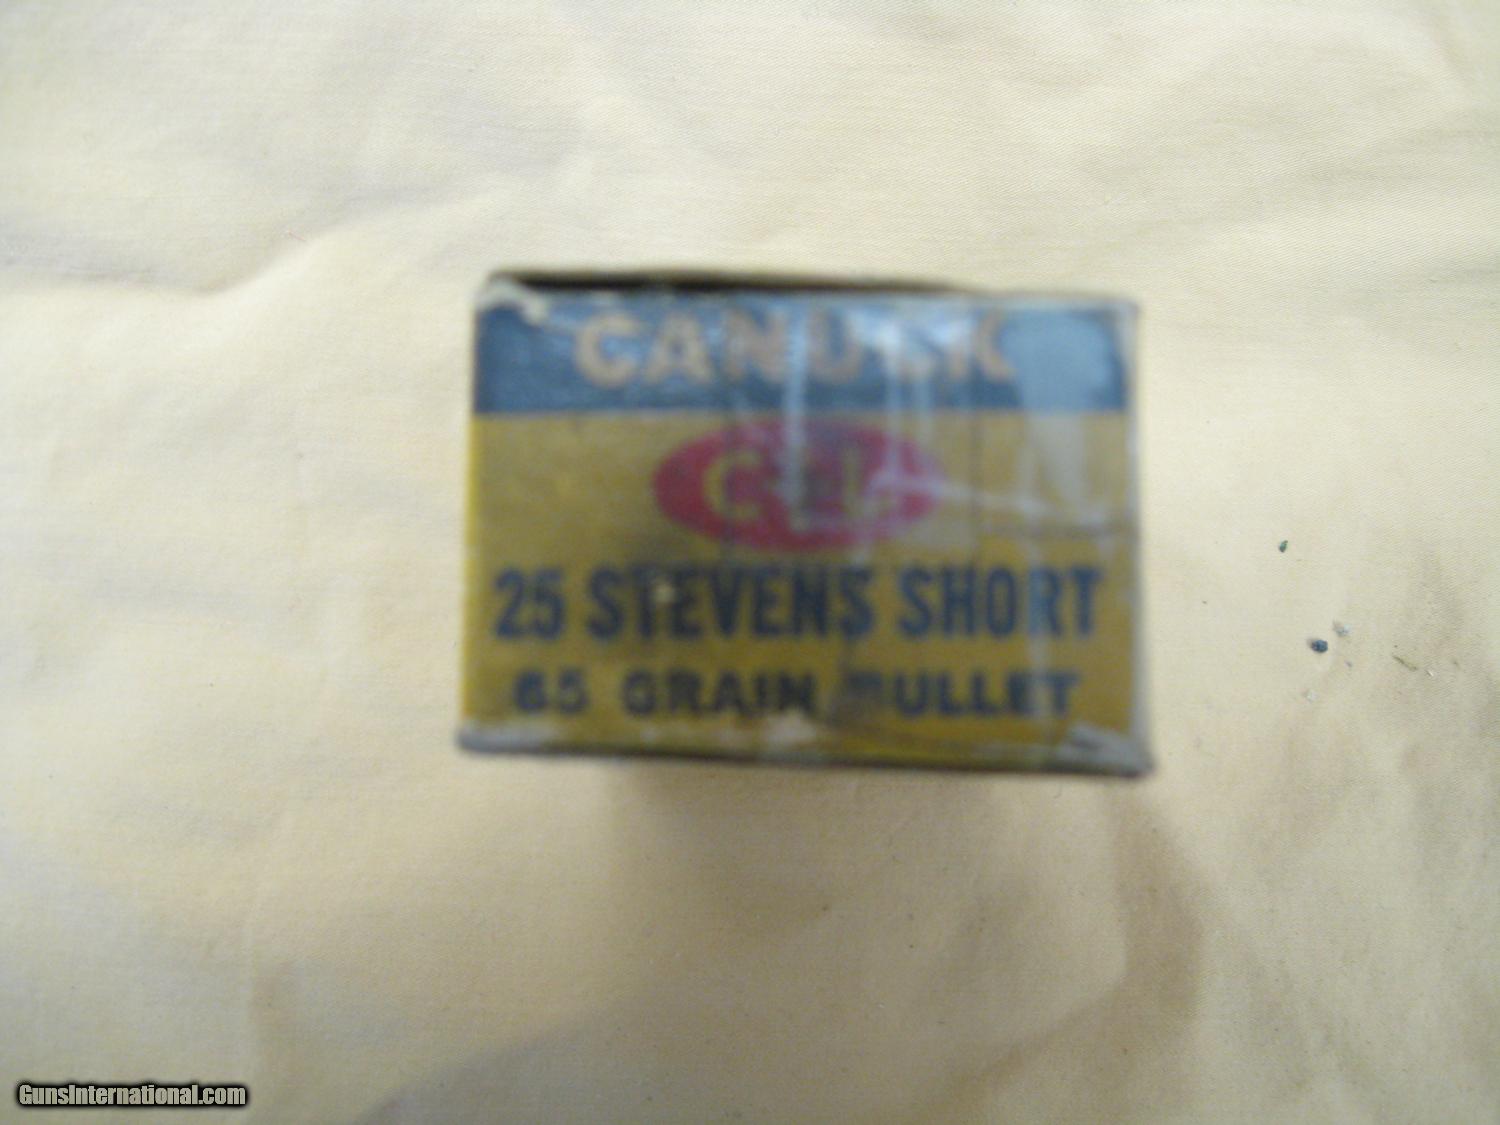 CANUCK
C-I-L
25 STEVENS SHORT
65 GRAIN BULLET
GunsInternational.com